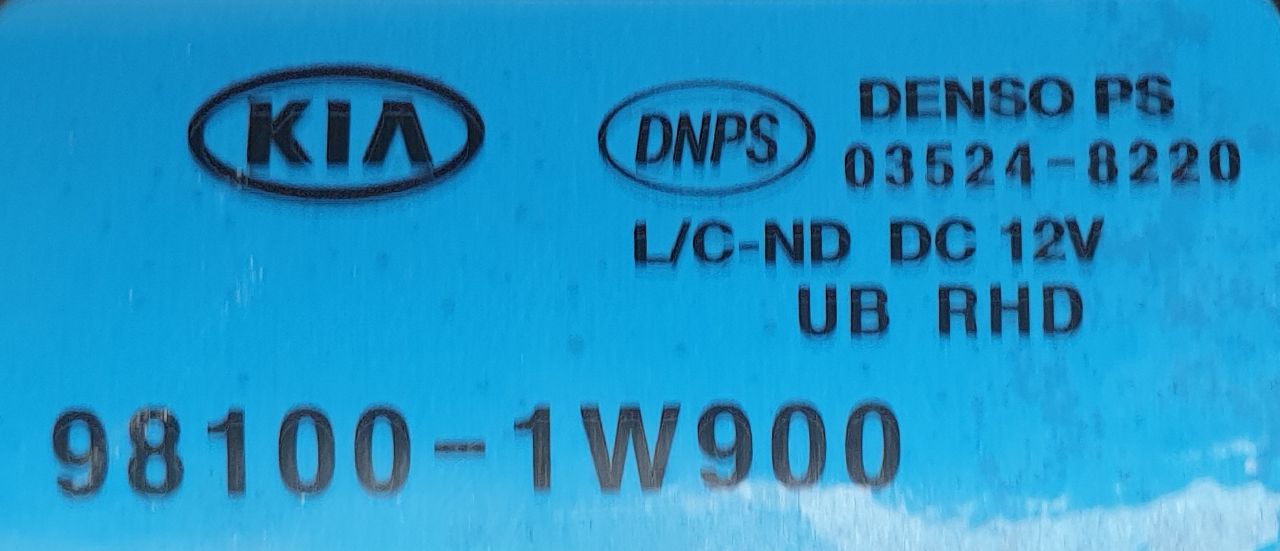 KIA
DNPS
DENSO PS
03524-8220
L/C-ND DC 12V
UB RHD
98100-1W900